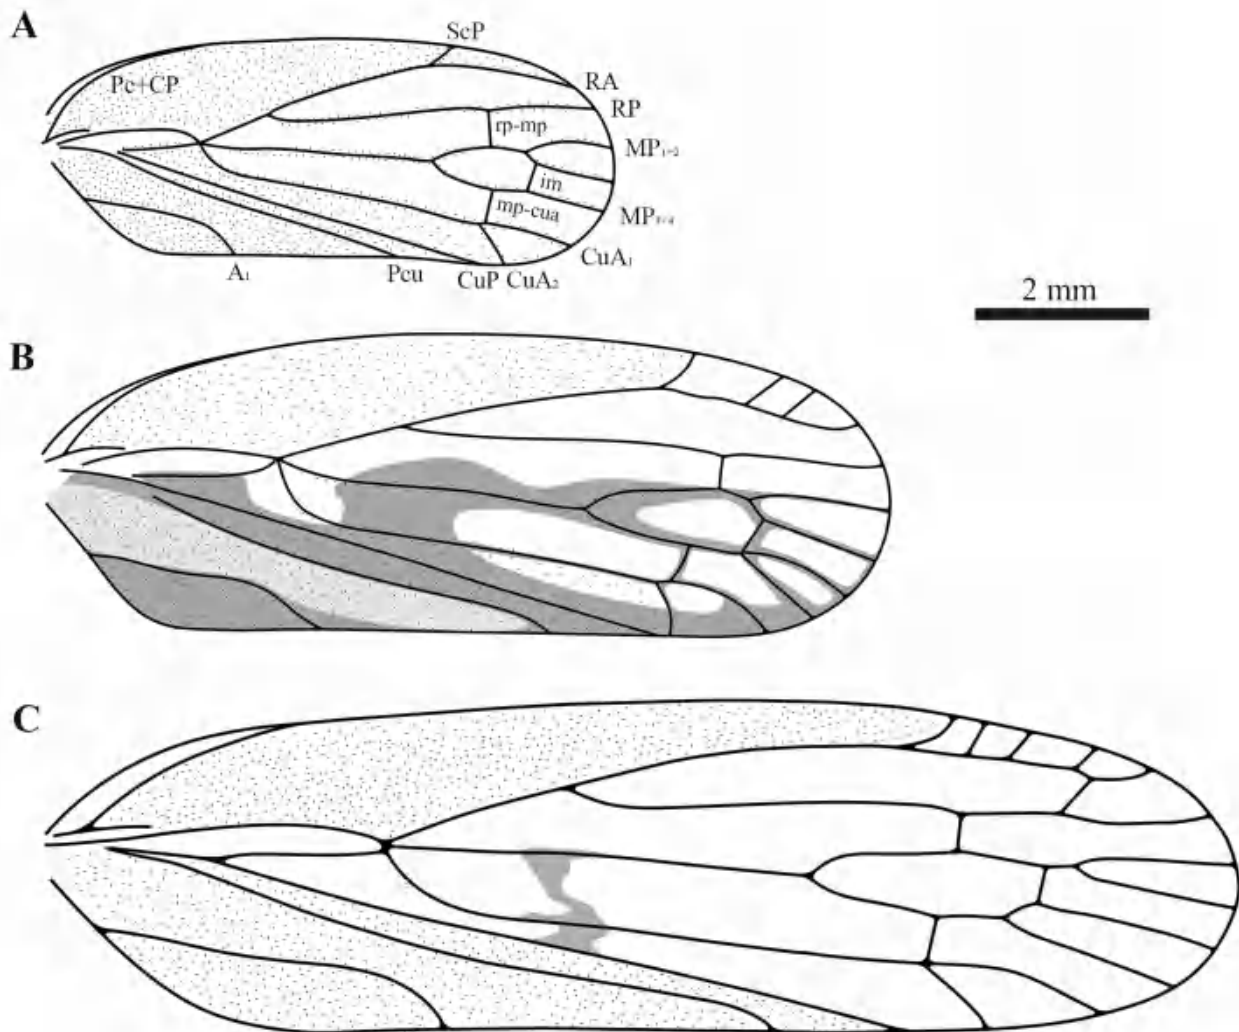 A
ScP
Pc+CP
RA
RP
rp-mp
MP₁₊₂
im
mp-cua
MP₃₊₄
CuA₁
A₁
Pcu
CuP
CuA₂
2 mm
B
C